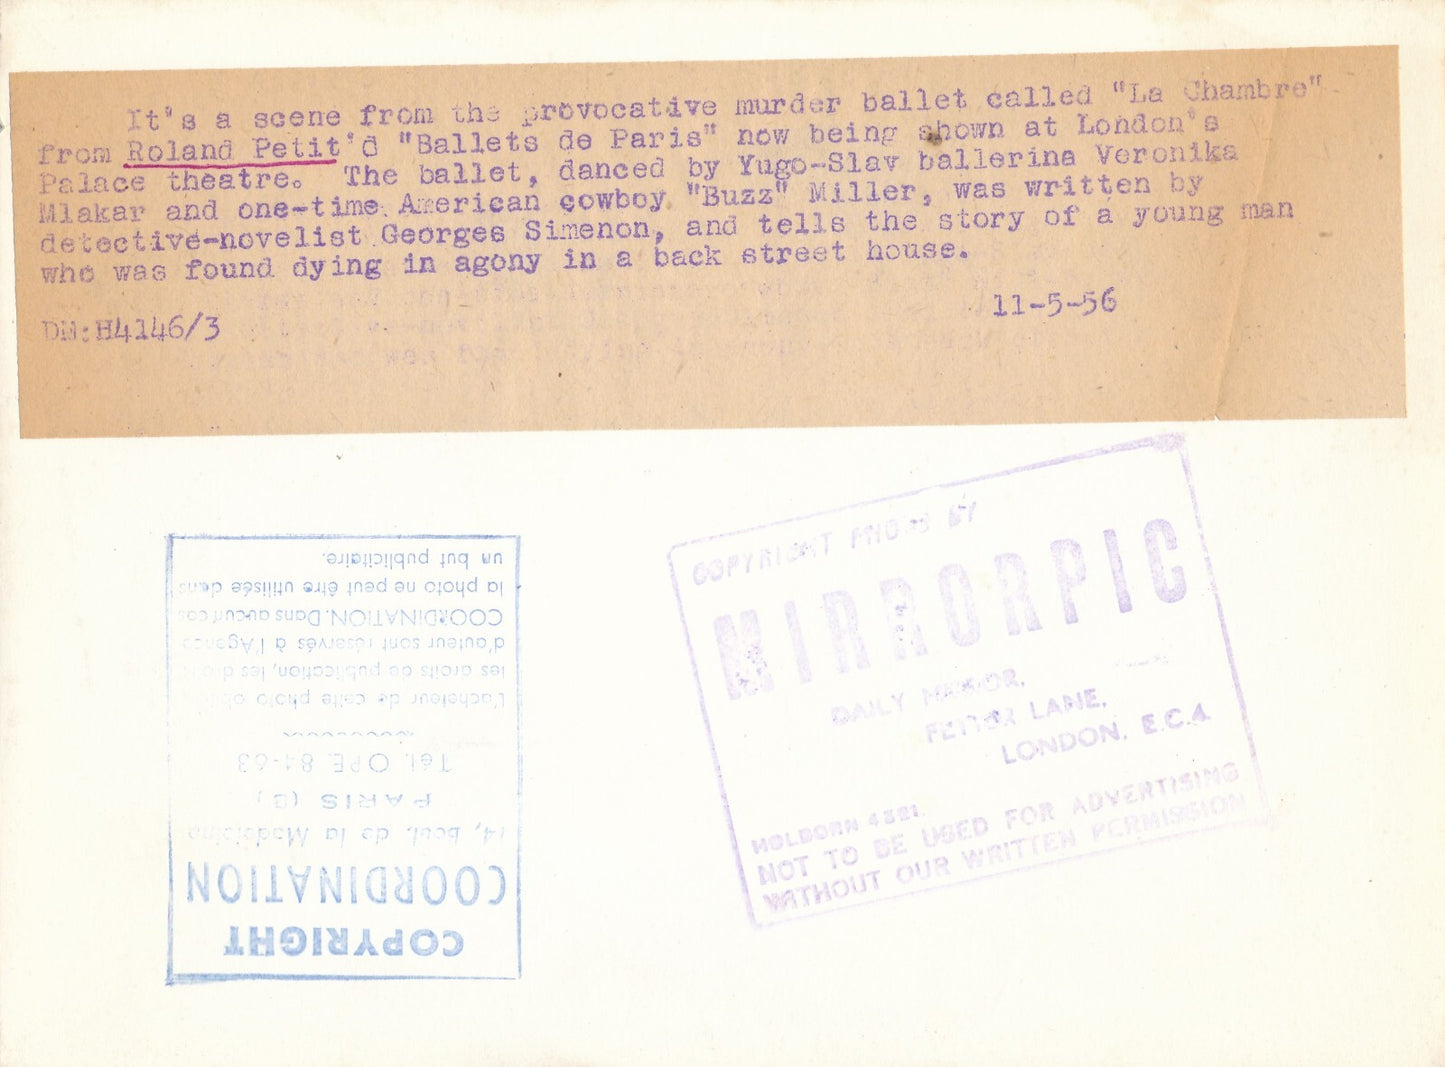 It's a scene from the provocative murder ballet called "La Chambre"
from Roland Petit'd "Ballets de Paris" now being shown at London's
Palace theatre. The ballet, danced by Yugo-Slav ballerina Veronika
Mlakar and one-time American cowboy "Buzz" Miller, was written by
detective-novelist Georges Simenon, and tells the story of a young man
who was found dying in agony in a back street house.
11-5-56
DM:H4146/3
COPYRIGHT PHOTO BY
MIRRORPIC
DAILY MIRROR,
FETTER LANE,
LONDON. E.C.4.
HOLBORN 4321.
NOT TO BE USED FOR ADVERTISING
WITHOUT OUR WRITTEN PERMISSION
COPYRIGHT
COORDINATION
14, boul. de la Madeleine
PARIS
Tél. OPE. 84-63
L'acheteur de cette photo
les droits de publication, les droits
d'auteur sont réservés à l'Agence
COORDINATION. Dans aucun cas
la photo ne peut être utilisée dans
un but publicitaire.